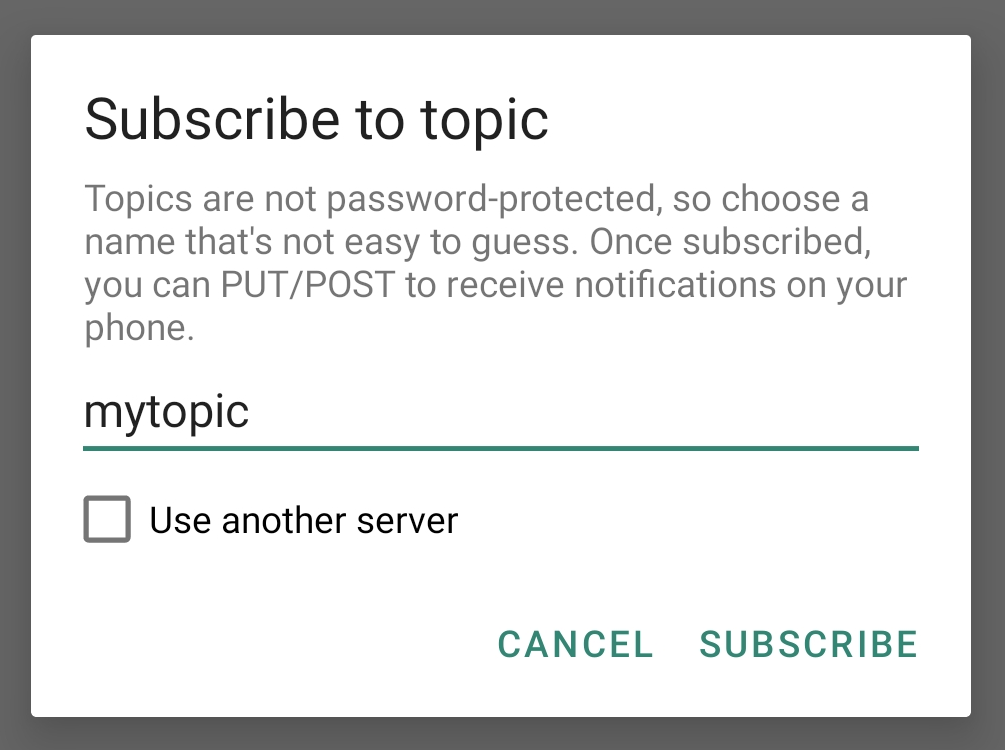 Subscribe to topic
Topics are not password-protected, so choose a
name that's not easy to guess. Once subscribed,
you can PUT/POST to receive notifications on your
phone.
mytopic
Use another server
CANCEL SUBSCRIBE